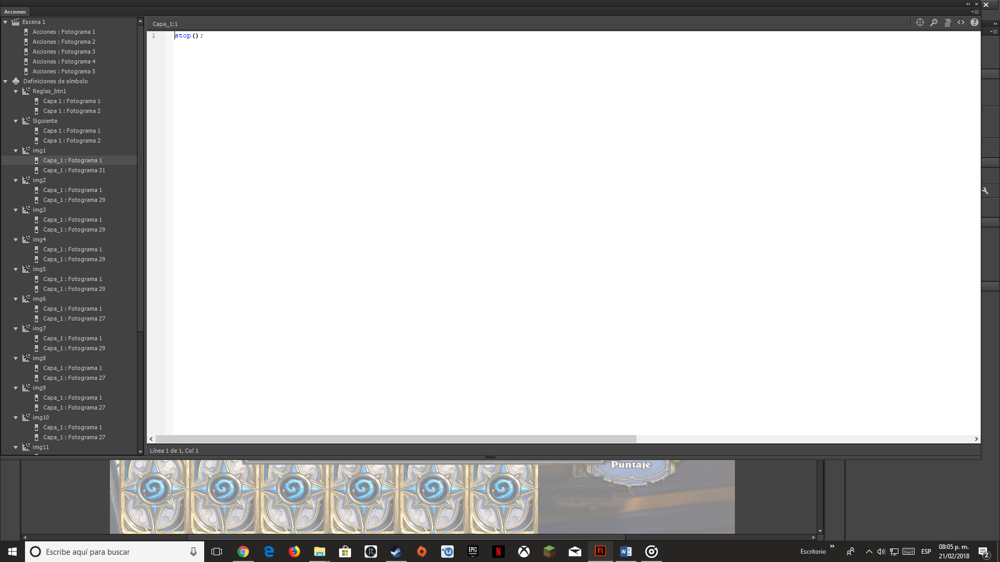 Acciones
Escena 1
Acciones : Fotograma 1
Acciones : Fotograma 2
Acciones : Fotograma 3
Acciones : Fotograma 4
Acciones : Fotograma 5
Definiciones de símbolo
Reglas_btn1
Capa 1 : Fotograma 1
Capa 1 : Fotograma 2
Siguiente
Capa 1 : Fotograma 1
Capa 1 : Fotograma 2
img1
Capa_1 : Fotograma 1
Capa_1 : Fotograma 31
img2
Capa_1 : Fotograma 1
Capa_1 : Fotograma 29
img3
Capa_1 : Fotograma 1
Capa_1 : Fotograma 29
img4
Capa_1 : Fotograma 1
Capa_1 : Fotograma 29
img5
Capa_1 : Fotograma 1
Capa_1 : Fotograma 29
img6
Capa_1 : Fotograma 1
Capa_1 : Fotograma 27
img7
Capa_1 : Fotograma 1
Capa_1 : Fotograma 29
img8
Capa_1 : Fotograma 1
Capa_1 : Fotograma 27
img9
Capa_1 : Fotograma 1
Capa_1 : Fotograma 27
img10
Capa_1 : Fotograma 1
Capa_1 : Fotograma 27
img11
Capa_1:1
1 stop();
Línea 1 de 1, Col 1
Puntaje
Escribe aquí para buscar
EPIC GAMES
N
Fl
W
Escritorio
ESP
08:05 p. m.
21/02/2018
2